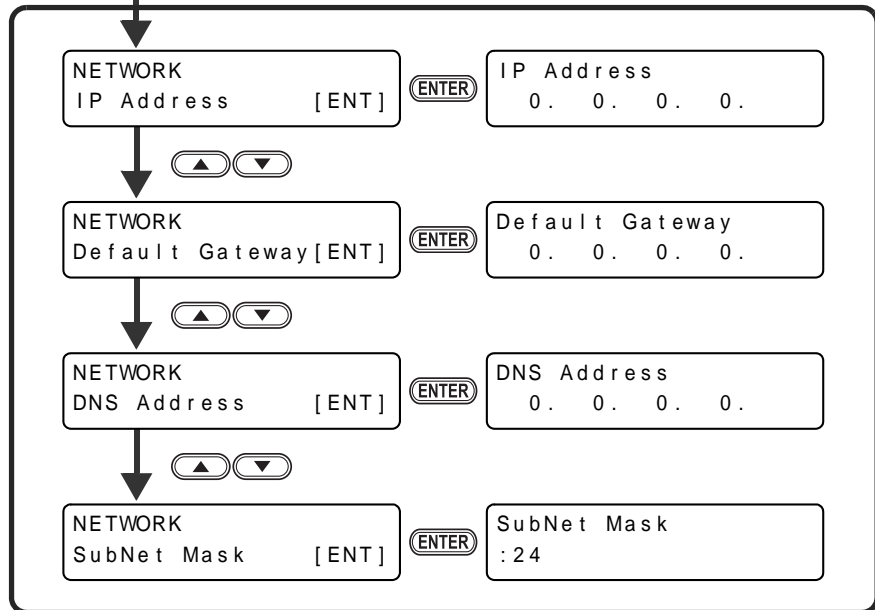 NETWORK
IP Address [ENT]
ENTER
IP Address
0. 0. 0. 0.
NETWORK
Default Gateway[ENT]
ENTER
Default Gateway
0. 0. 0. 0.
NETWORK
DNS Address [ENT]
ENTER
DNS Address
0. 0. 0. 0.
NETWORK
SubNet Mask [ENT]
ENTER
SubNet Mask
:24